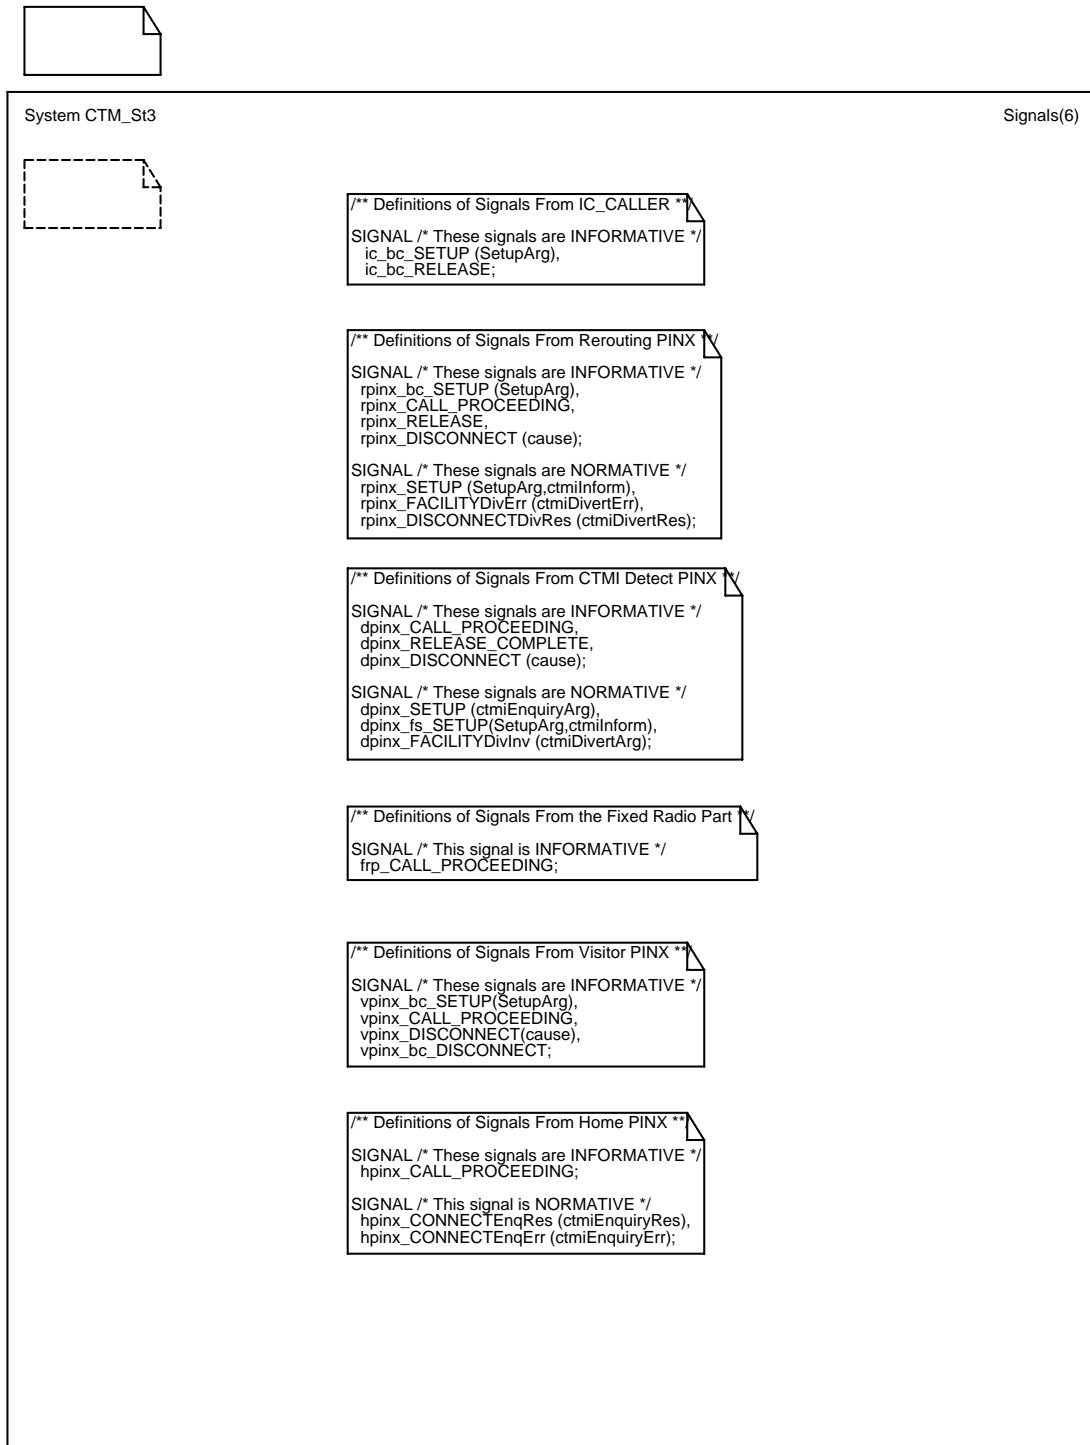 System CTM_St3
Signals(6)
/** Definitions of Signals From IC_CALLER **/
SIGNAL /* These signals are INFORMATIVE */
ic_bc_SETUP (SetupArg),
ic_bc_RELEASE;
/** Definitions of Signals From Rerouting PINX **/
SIGNAL /* These signals are INFORMATIVE */
rpinx_bc_SETUP (SetupArg),
rpinx_CALL_PROCEEDING,
rpinx_RELEASE,
rpinx_DISCONNECT (cause);
SIGNAL /* These signals are NORMATIVE */
rpinx_SETUP (SetupArg,ctmiInform),
rpinx_FACILITYDivErr (ctmiDivertErr),
rpinx_DISCONNECTDivRes (ctmiDivertRes);
/** Definitions of Signals From CTMI Detect PINX **/
SIGNAL /* These signals are INFORMATIVE */
dpinx_CALL_PROCEEDING,
dpinx_RELEASE_COMPLETE,
dpinx_DISCONNECT (cause);
SIGNAL /* These signals are NORMATIVE */
dpinx_SETUP (ctmiEnquiryArg),
dpinx_fs_SETUP(SetupArg,ctmiInform),
dpinx_FACILITYDivInv (ctmiDivertArg);
/** Definitions of Signals From the Fixed Radio Part **/
SIGNAL /* This signal is INFORMATIVE */
frp_CALL_PROCEEDING;
/** Definitions of Signals From Visitor PINX **/
SIGNAL /* These signals are INFORMATIVE */
vpinx_bc_SETUP(SetupArg),
vpinx_CALL_PROCEEDING,
vpinx_DISCONNECT(cause),
vpinx_bc_DISCONNECT;
/** Definitions of Signals From Home PINX **/
SIGNAL /* These signals are INFORMATIVE */
hpinx_CALL_PROCEEDING;
SIGNAL /* This signal is NORMATIVE */
hpinx_CONNECTEnqRes (ctmiEnquiryRes),
hpinx_CONNECTEnqErr (ctmiEnquiryErr);